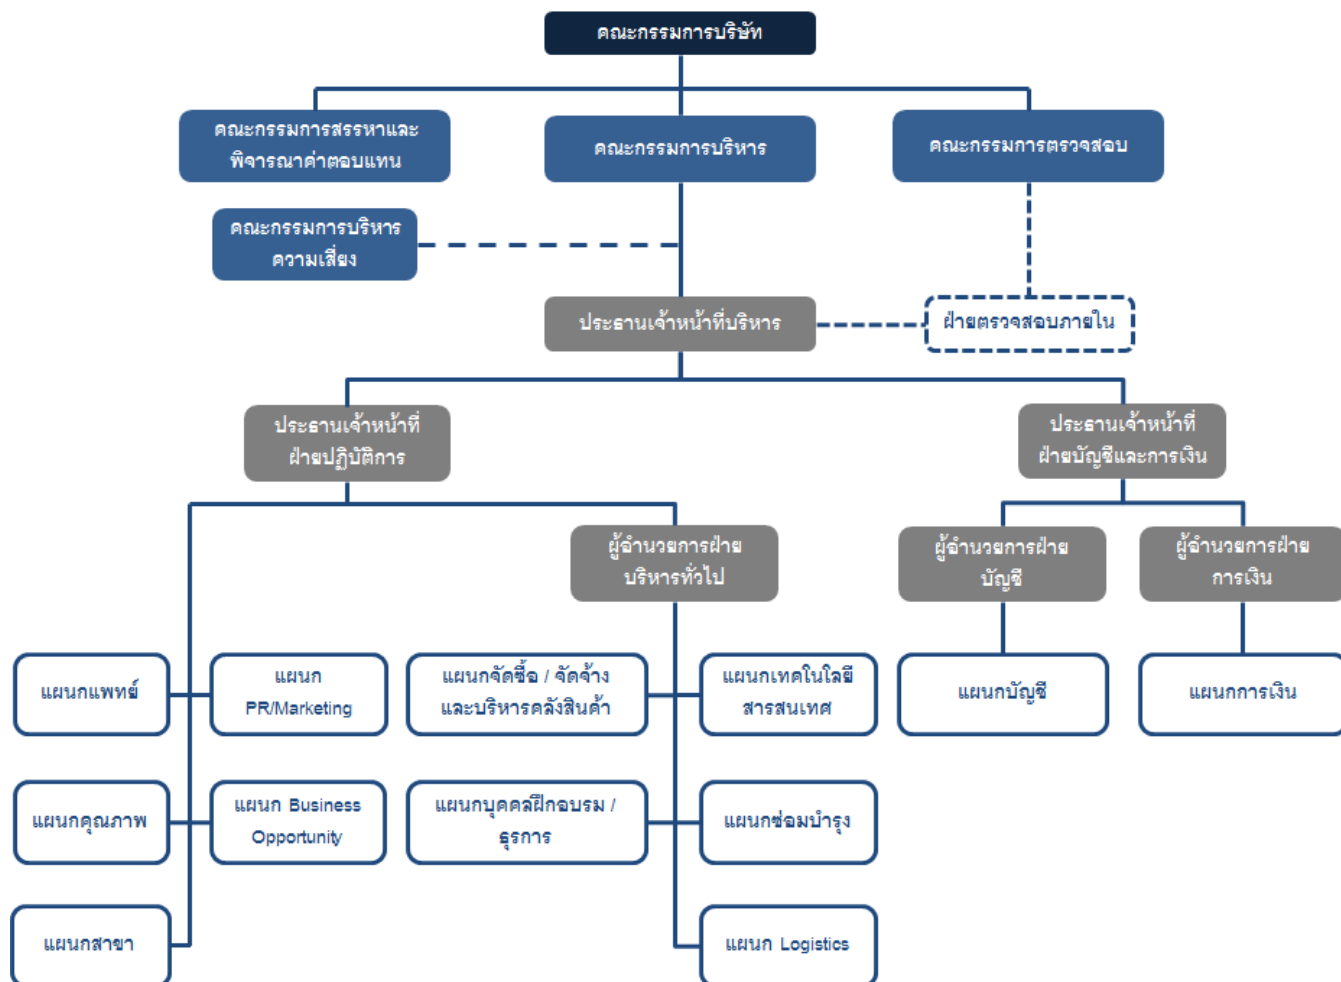 คณะกรรมการบริษัท
คณะกรรมการสรรหาและ
พิจารณาค่าตอบแทน
คณะกรรมการบริหาร
คณะกรรมการตรวจสอบ
คณะกรรมการบริหาร
ความเสี่ยง
ประธานเจ้าหน้าที่บริหาร
ฝ่ายตรวจสอบภายใน
ประธานเจ้าหน้าที่
ฝ่ายปฏิบัติการ
ประธานเจ้าหน้าที่
ฝ่ายบัญชีและการเงิน
ผู้อำนวยการฝ่าย
บริหารทั่วไป
ผู้อำนวยการฝ่าย
บัญชี
ผู้อำนวยการฝ่าย
การเงิน
แผนกแพทย์
แผนก
PR/Marketing
แผนกจัดซื้อ / จัดจ้าง
และบริหารคลังสินค้า
แผนกเทคโนโลยี
สารสนเทศ
แผนกบัญชี
แผนกการเงิน
แผนกคุณภาพ
แผนก Business
Opportunity
แผนกบุคคลฝึกอบรม /
ธุรการ
แผนกซ่อมบำรุง
แผนกสาขา
แผนก Logistics